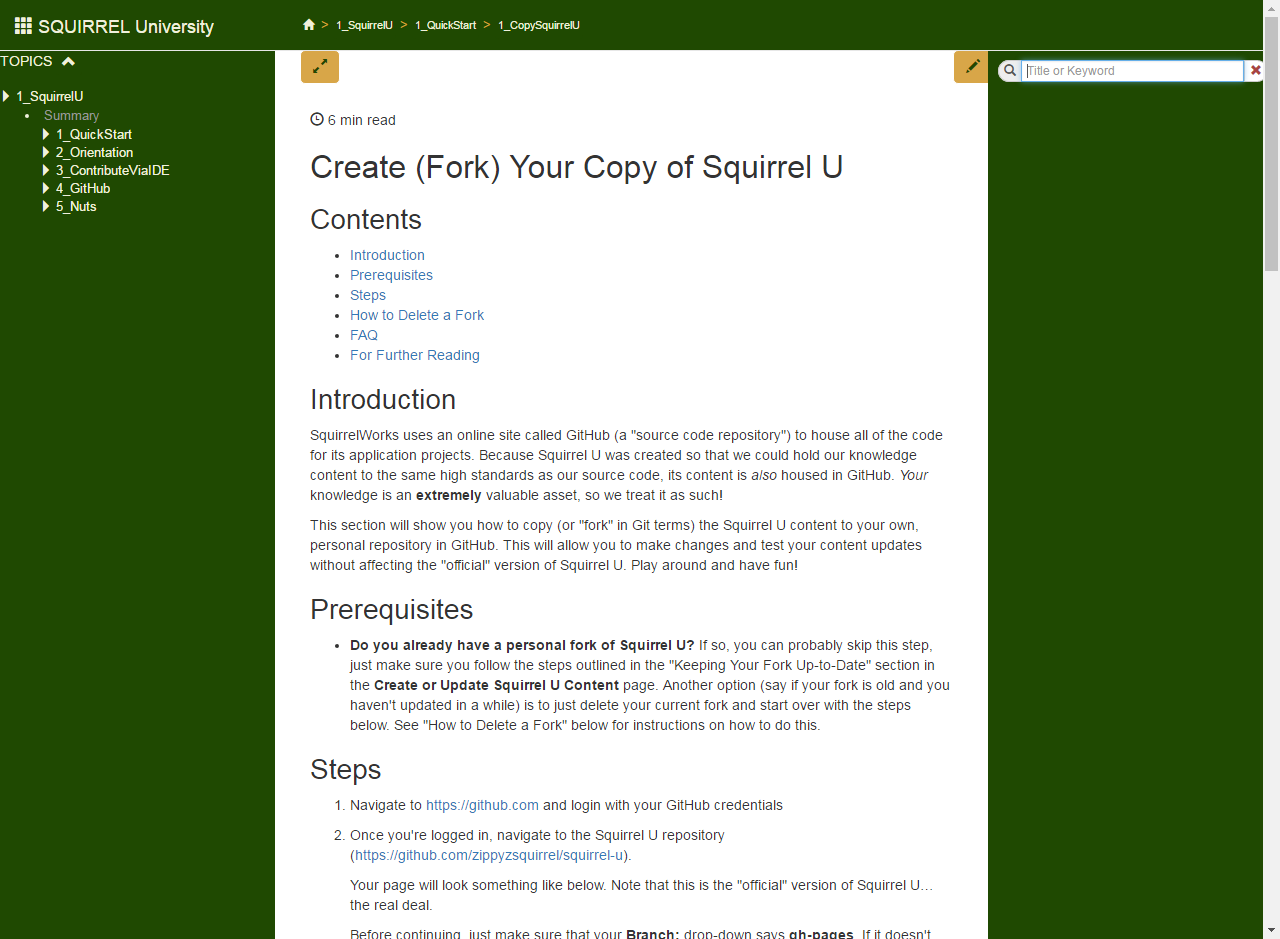 SQUIRREL University
> 1_SquirrelU > 1_QuickStart > 1_CopySquirrelU
TOPICS
1_SquirrelU
Summary
1_QuickStart
2_Orientation
3_ContributeViaIDE
4_GitHub
5_Nuts
Title or Keyword
6 min read
Create (Fork) Your Copy of Squirrel U
Contents
Introduction
Prerequisites
Steps
How to Delete a Fork
FAQ
For Further Reading
Introduction
SquirrelWorks uses an online site called GitHub (a "source code repository") to house all of the code
for its application projects. Because Squirrel U was created so that we could hold our knowledge
content to the same high standards as our source code, its content is also housed in GitHub. Your
knowledge is an extremely valuable asset, so we treat it as such!
This section will show you how to copy (or "fork" in Git terms) the Squirrel U content to your own,
personal repository in GitHub. This will allow you to make changes and test your content updates
without affecting the "official" version of Squirrel U. Play around and have fun!
Prerequisites
Do you already have a personal fork of Squirrel U? If so, you can probably skip this step,
just make sure you follow the steps outlined in the "Keeping Your Fork Up-to-Date" section in
the Create or Update Squirrel U Content page. Another option (say if your fork is old and you
haven't updated in a while) is to just delete your current fork and start over with the steps
below. See "How to Delete a Fork" below for instructions on how to do this.
Steps
1. Navigate to https://github.com and login with your GitHub credentials
2. Once you're logged in, navigate to the Squirrel U repository
(https://github.com/zippyzsquirrel/squirrel-u).
Your page will look something like below. Note that this is the "official" version of Squirrel U…
the real deal.
Before continuing, just make sure that your Branch: drop-down says gh-pages. If it doesn't